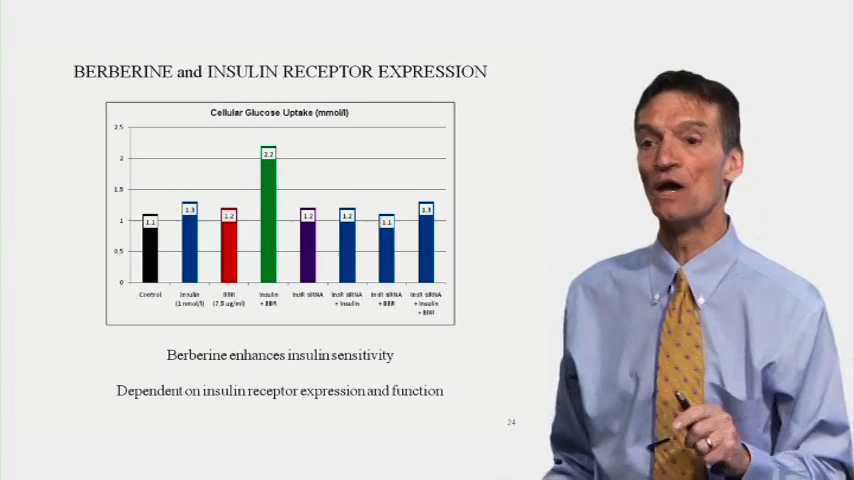 BERBERINE and INSULIN RECEPTOR EXPRESSION
Cellular Glucose Uptake (mmol/l)
2.5
2
1.5
1
0.5
0
1.1
1.3
1.2
2.2
1.2
1.2
1.1
1.3
Control
Insulin
(1 nmol/l)
BBR
(7.5 ug/ml)
Insulin
+ BBR
InsR siRNA
InsR siRNA
+ Insulin
InsR siRNA
+ BBR
InsR siRNA
+ Insulin
+ BBR
Berberine enhances insulin sensitivity
Dependent on insulin receptor expression and function
24